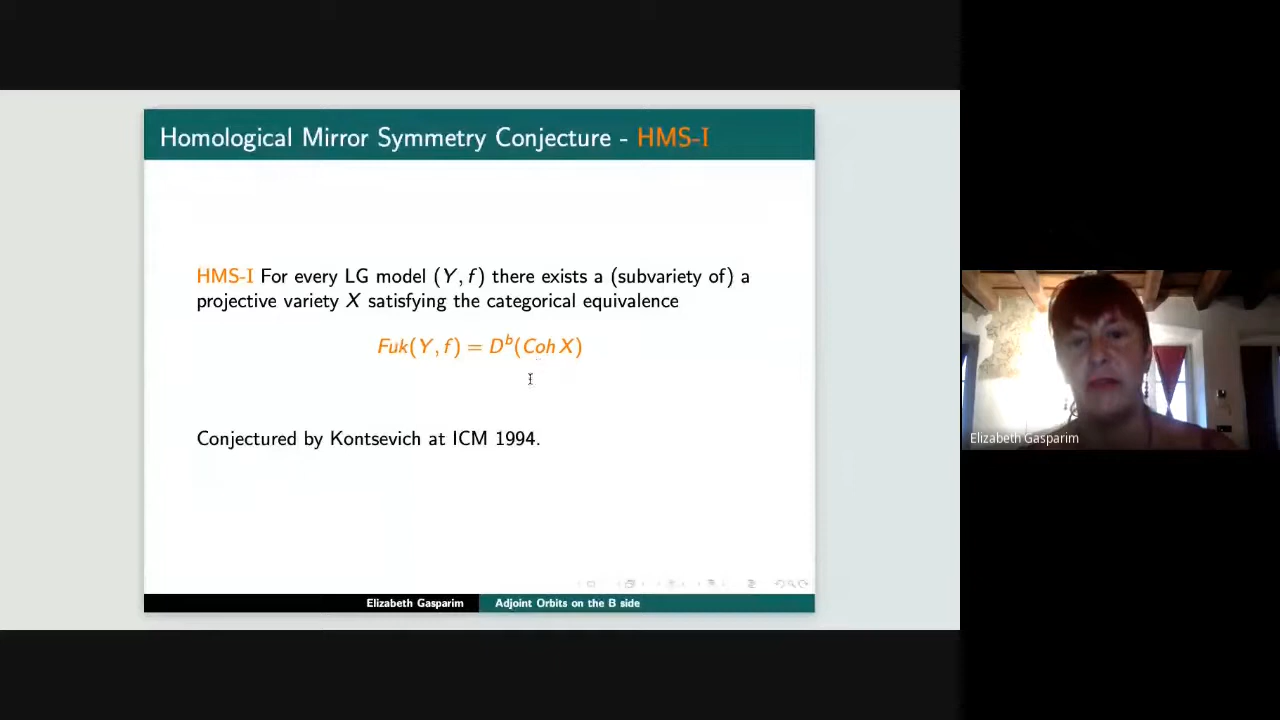 Homological Mirror Symmetry Conjecture - HMS-I
HMS-I For every LG model (Y, f) there exists a (subvariety of) a
projective variety X satisfying the categorical equivalence
Fuk(Y, f) = Dᵇ(Coh X)
Conjectured by Kontsevich at ICM 1994.
Elizabeth Gasparim
Adjoint Orbits on the B side
Elizabeth Gasparim